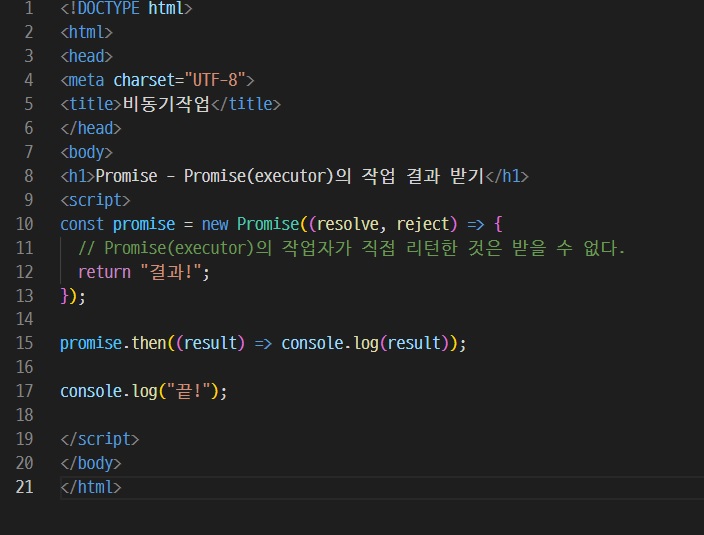 1 <!DOCTYPE html>
2 <html>
3 <head>
4 <meta charset="UTF-8">
5 <title>비동기작업</title>
6 </head>
7 <body>
8 <h1>Promise - Promise(executor)의 작업 결과 받기</h1>
9 <script>
10 const promise = new Promise((resolve, reject) => {
11   // Promise(executor)의 작업자가 직접 리턴한 것은 받을 수 없다.
12   return "결과!";
13 });
14
15 promise.then((result) => console.log(result));
16
17 console.log("끝!");
18
19 </script>
20 </body>
21 </html>